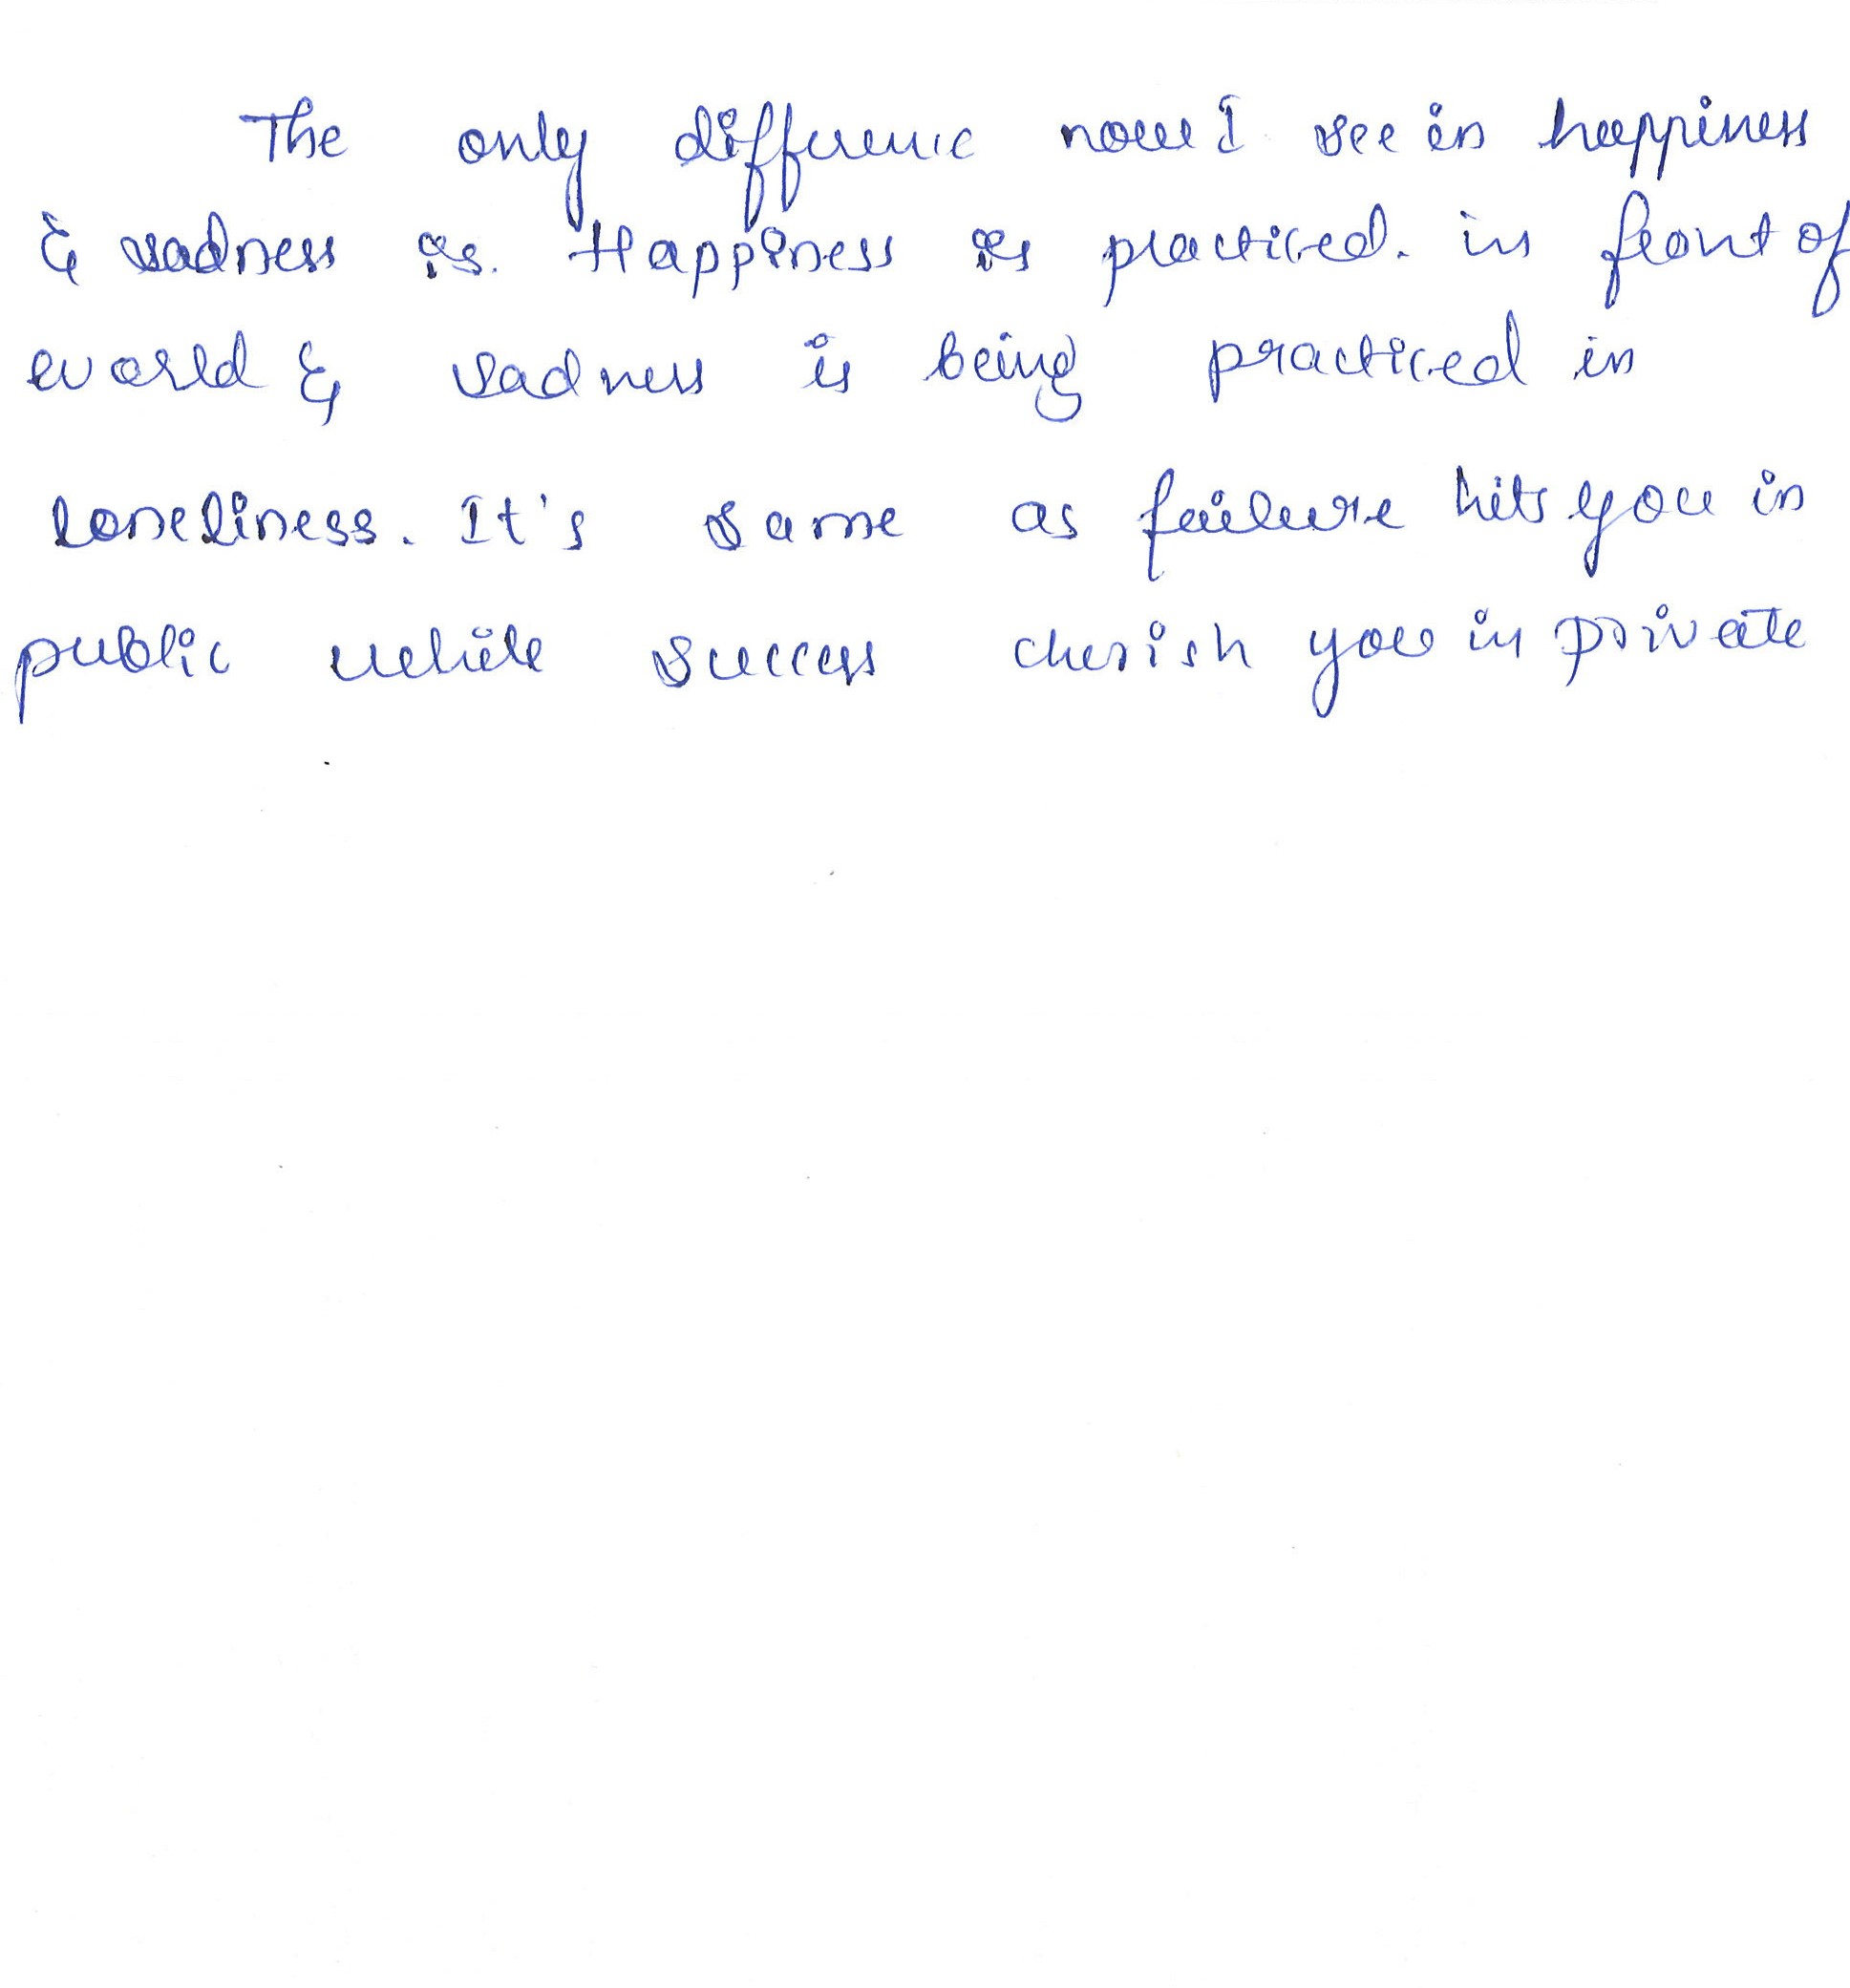 The only difference now I see in happiness
& sadness is. Happiness is practiced. in front of
world & sadness is being practiced in
loneliness. It's same as failure hits you in
public while success cherish you in private